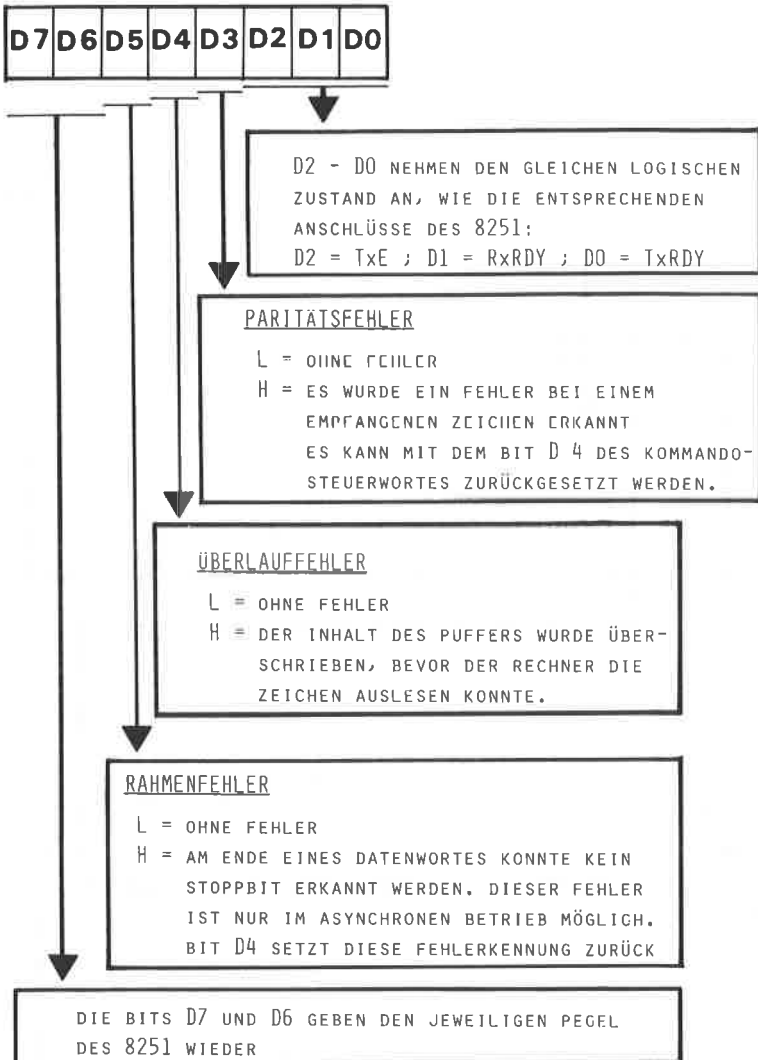 D7 D6 D5 D4 D3 D2 D1 D0
D2 - D0 NEHMEN DEN GLEICHEN LOGISCHEN
ZUSTAND AN, WIE DIE ENTSPRECHENDEN
ANSCHLÜSSE DES 8251:
D2 = TxE ; D1 = RxRDY ; D0 = TxRDY
PARITÄTSFEHLER
L = OHNE FEHLER
H = ES WURDE EIN FEHLER BEI EINEM
EMPFANGENEN ZEICHEN ERKANNT
ES KANN MIT DEM BIT D 4 DES KOMMANDO-
STEUERWORTES ZURÜCKGESETZT WERDEN.
ÜBERLAUFFEHLER
L = OHNE FEHLER
H = DER INHALT DES PUFFERS WURDE ÜBER-
SCHRIEBEN, BEVOR DER RECHNER DIE
ZEICHEN AUSLESEN KONNTE.
RAHMENFEHLER
L = OHNE FEHLER
H = AM ENDE EINES DATENWORTES KONNTE KEIN
STOPPBIT ERKANNT WERDEN. DIESER FEHLER
IST NUR IM ASYNCHRONEN BETRIEB MÖGLICH.
BIT D4 SETZT DIESE FEHLERKENNUNG ZURÜCK
DIE BITS D7 UND D6 GEBEN DEN JEWEILIGEN PEGEL
DES 8251 WIEDER